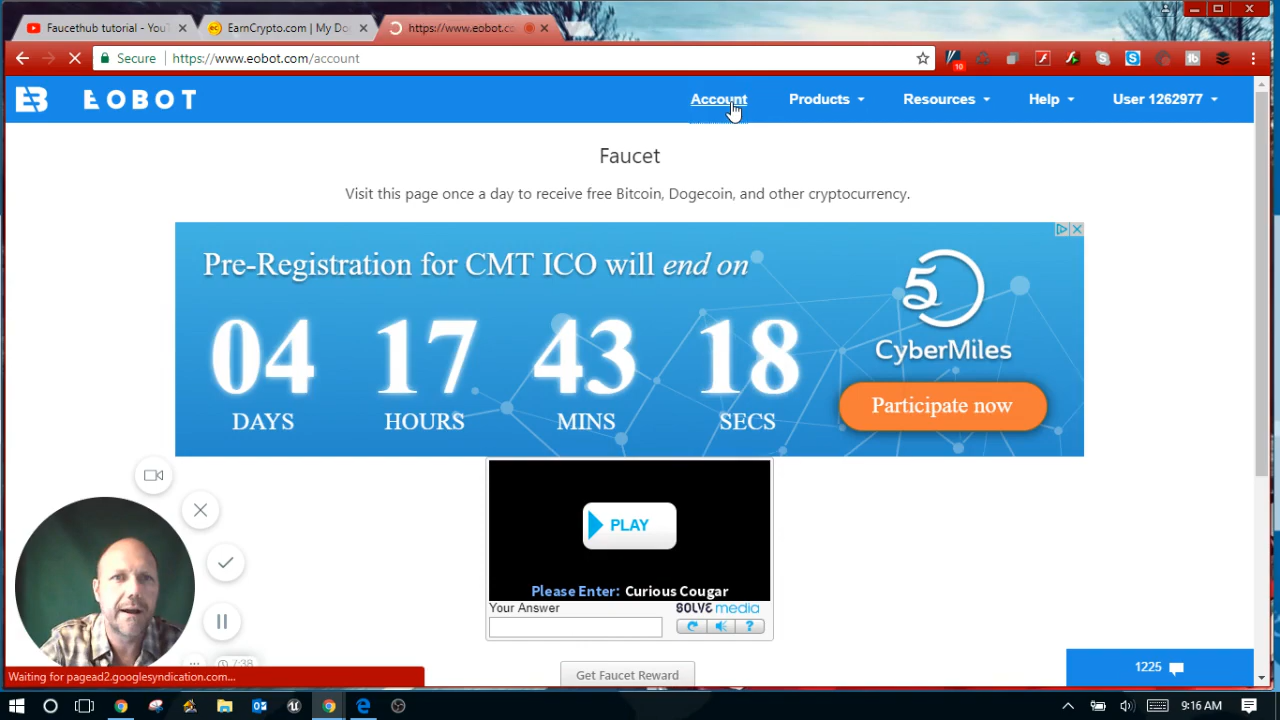 Faucethub tutorial - YouT
EarnCrypto.com | My Do
https://www.eobot.co
Secure
https://www.eobot.com/account
10
EOBOT
Account
Products
Resources
Help
User 1262977
Faucet
Visit this page once a day to receive free Bitcoin, Dogecoin, and other cryptocurrency.
Pre-Registration for CMT ICO will end on
04 17 43 18
DAYS HOURS MINS SECS
5
CyberMiles
Participate now
PLAY
Please Enter: Curious Cougar
Your Answer
SOLVE media
?
Get Faucet Reward
7:38
Waiting for pagead2.googlesyndication.com...
1225
9:16 AM